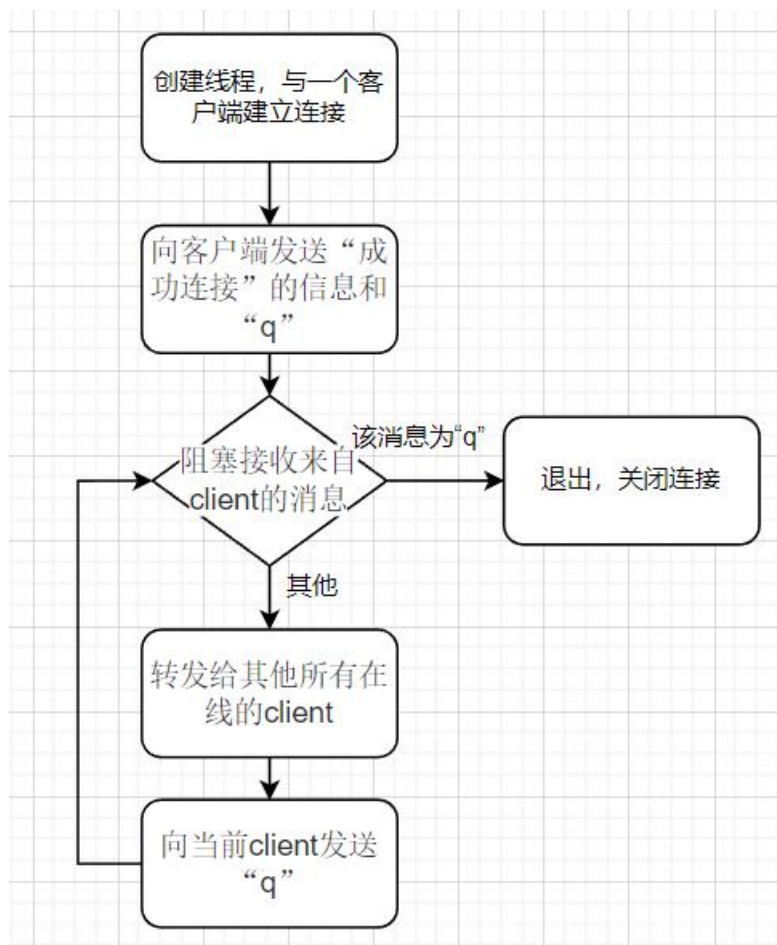 创建线程，与一个客
户端建立连接
向客户端发送“成
功连接”的信息和
“q”
阻塞接收来自
client的消息
该消息为“q”
退出，关闭连接
其他
转发给其他所有在
线的client
向当前client发送
“q”